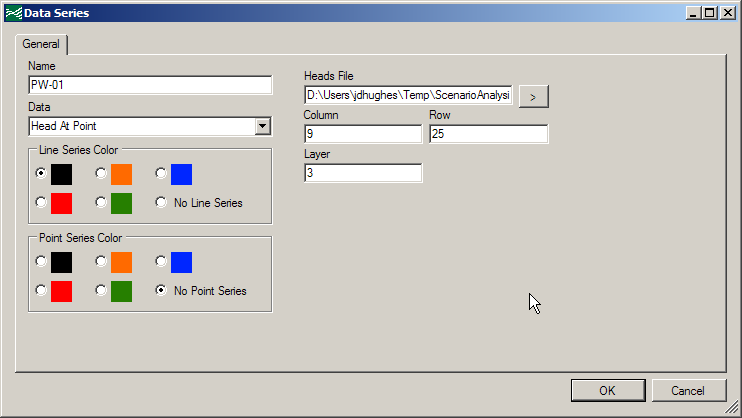 Data Series
General
Name
PW-01
Data
Head At Point
Line Series Color
No Line Series
Point Series Color
No Point Series
Heads File
D:\Users\jdhughes\Temp\ScenarioAnalysi
>
Column
Row
9
25
Layer
3
OK
Cancel